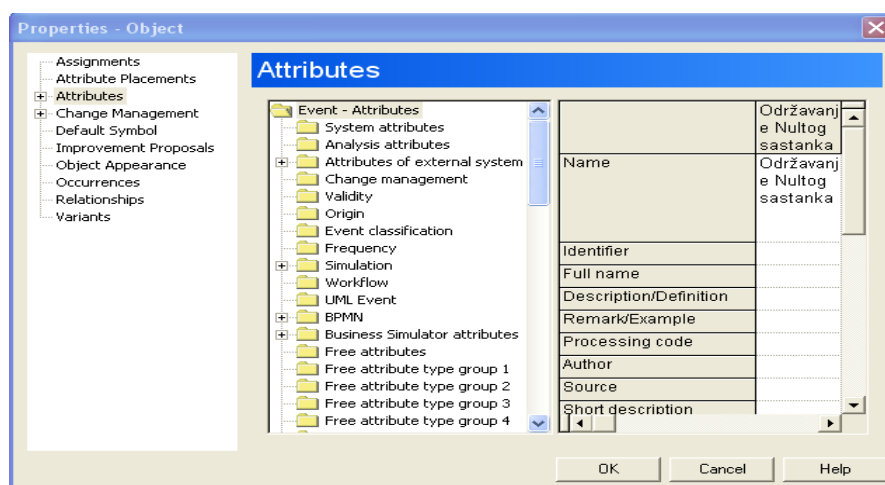 Properties - Object
Assignments
Attribute Placements
Attributes
Change Management
Default Symbol
Improvement Proposals
Object Appearance
Occurrences
Relationships
Variants
Attributes
Event - Attributes
System attributes
Analysis attributes
Attributes of external system
Change management
Validity
Origin
Event classification
Frequency
Simulation
Workflow
UML Event
BPMN
Business Simulator attributes
Free attributes
Free attribute type group 1
Free attribute type group 2
Free attribute type group 3
Free attribute type group 4
Održavanj
e Nultog
sastanka
Name
Održavanj
e Nultog
sastanka
Identifier
Full name
Description/Definition
Remark/Example
Processing code
Author
Source
Short description
OK
Cancel
Help